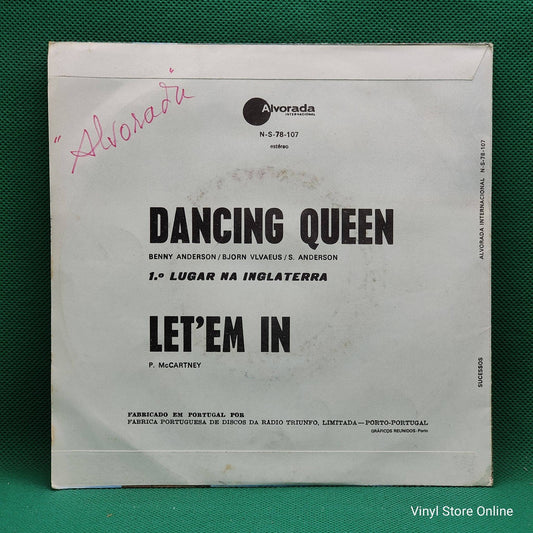 "Alvorada"
Alvorada
INTERNACIONAL
N-S-78-107
estéreo
DANCING QUEEN
BENNY ANDERSON/BJORN VLVAEUS/S. ANDERSON
1.º LUGAR NA INGLATERRA
LET'EM IN
P. McCARTNEY
FABRICADO EM PORTUGAL POR
FABRICA PORTUGUESA DE DISCOS DA RÁDIO TRIUNFO, LIMITADA—PORTO-PORTUGAL
GRÁFICOS REUNIDOS-Porto
ALVORADA INTERNACIONAL N-S-78-107
SUCESSOS
Vinyl Store Online